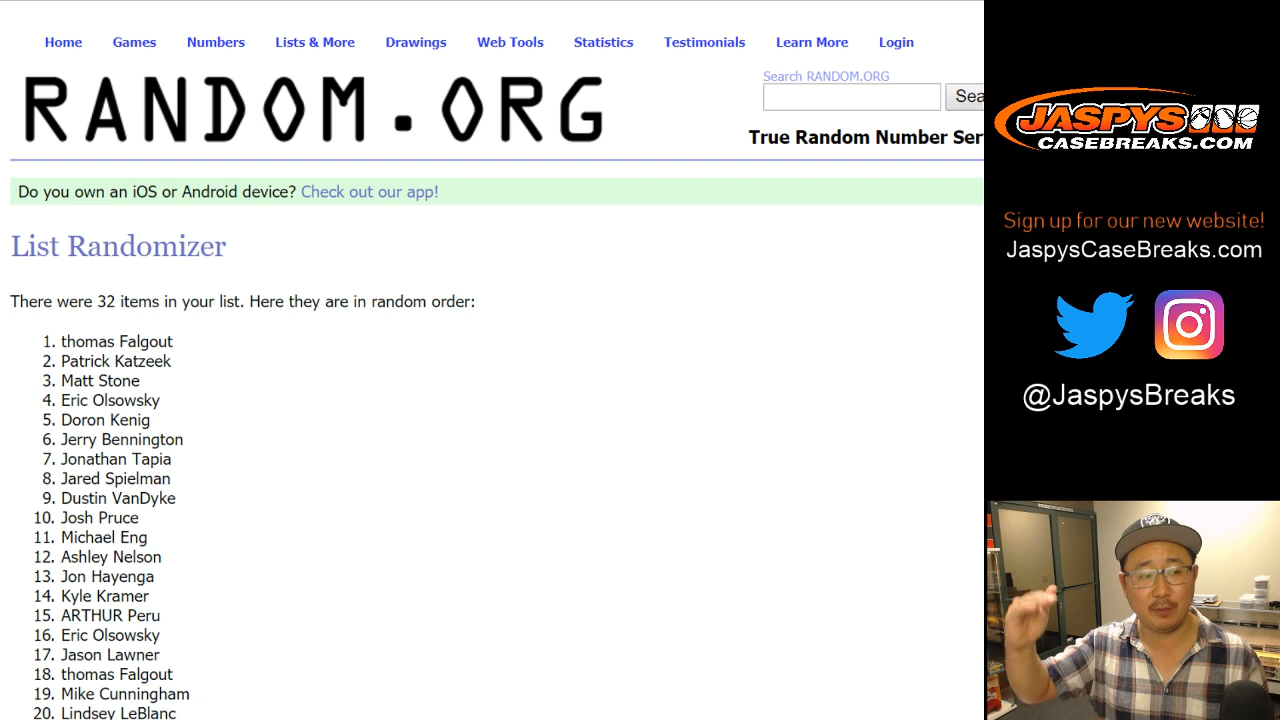 Home Games Numbers Lists & More Drawings Web Tools Statistics Testimonials Learn More Login
RANDOM.ORG
Search RANDOM.ORG
Sea
True Random Number Ser
Do you own an iOS or Android device? Check out our app!
List Randomizer
There were 32 items in your list. Here they are in random order:
1. thomas Falgout
2. Patrick Katzeek
3. Matt Stone
4. Eric Olsowsky
5. Doron Kenig
6. Jerry Bennington
7. Jonathan Tapia
8. Jared Spielman
9. Dustin VanDyke
10. Josh Pruce
11. Michael Eng
12. Ashley Nelson
13. Jon Hayenga
14. Kyle Kramer
15. ARTHUR Peru
16. Eric Olsowsky
17. Jason Lawner
18. thomas Falgout
19. Mike Cunningham
20. Lindsey LeBlanc
JASPYS
CASEBREAKS.COM
Sign up for our new website!
JaspysCaseBreaks.com
@JaspysBreaks